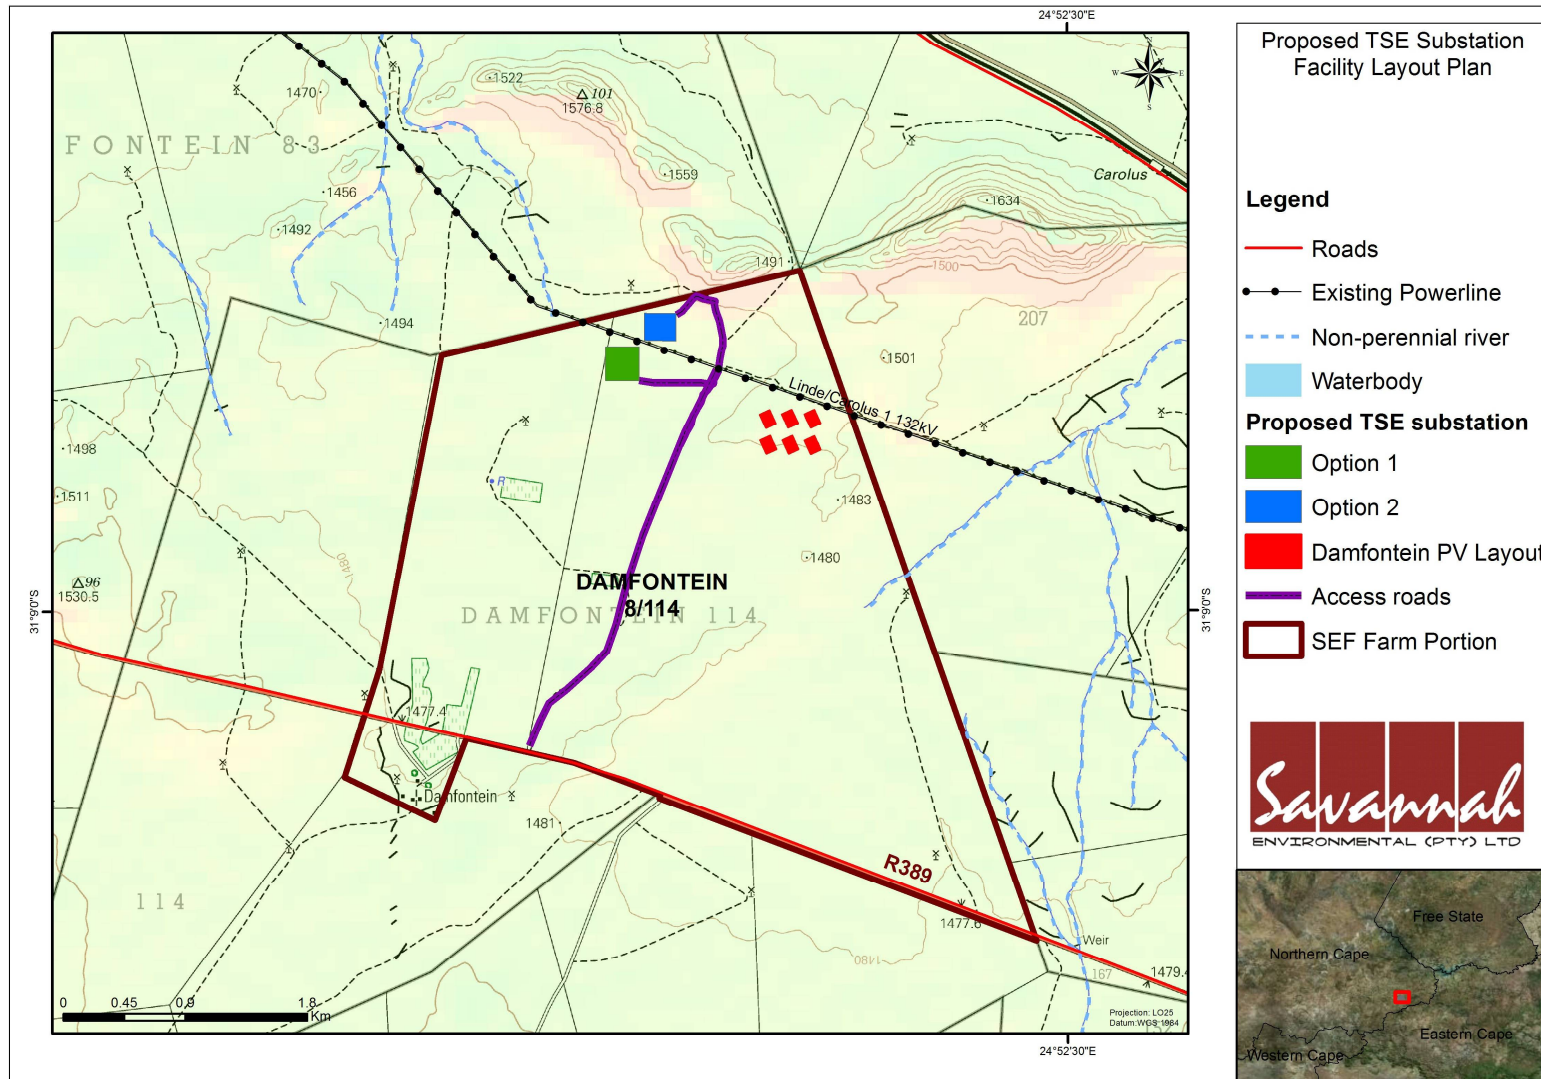 24°52'30"E
Proposed TSE Substation
Facility Layout Plan
N
W E
S
1522
101
1576.8
1470
FONTEIN 83
1559
Carolus
1456
1634
1492
1491
1500
1494
207
1501
Linde/Carolus 1 132kV
1498
R
1511
1483
1480
1480
96
1530.5
DAMFONTEIN
8/114
DAMFONTEIN 114
31°9'0"S
31°9'0"S
1477.4
Damfontein
1481
R389
114
1477.6
Weir
1480
167
1479.4
0 0.45 0.9 1.8
Km
Projection: LO25
Datum:WGS 1984
24°52'30"E
Legend
Roads
Existing Powerline
Non-perennial river
Waterbody
Proposed TSE substation
Option 1
Option 2
Damfontein PV Layout
Access roads
SEF Farm Portion
Savannah
ENVIRONMENTAL (PTY) LTD
Free State
Northern Cape
Eastern Cape
Western Cape